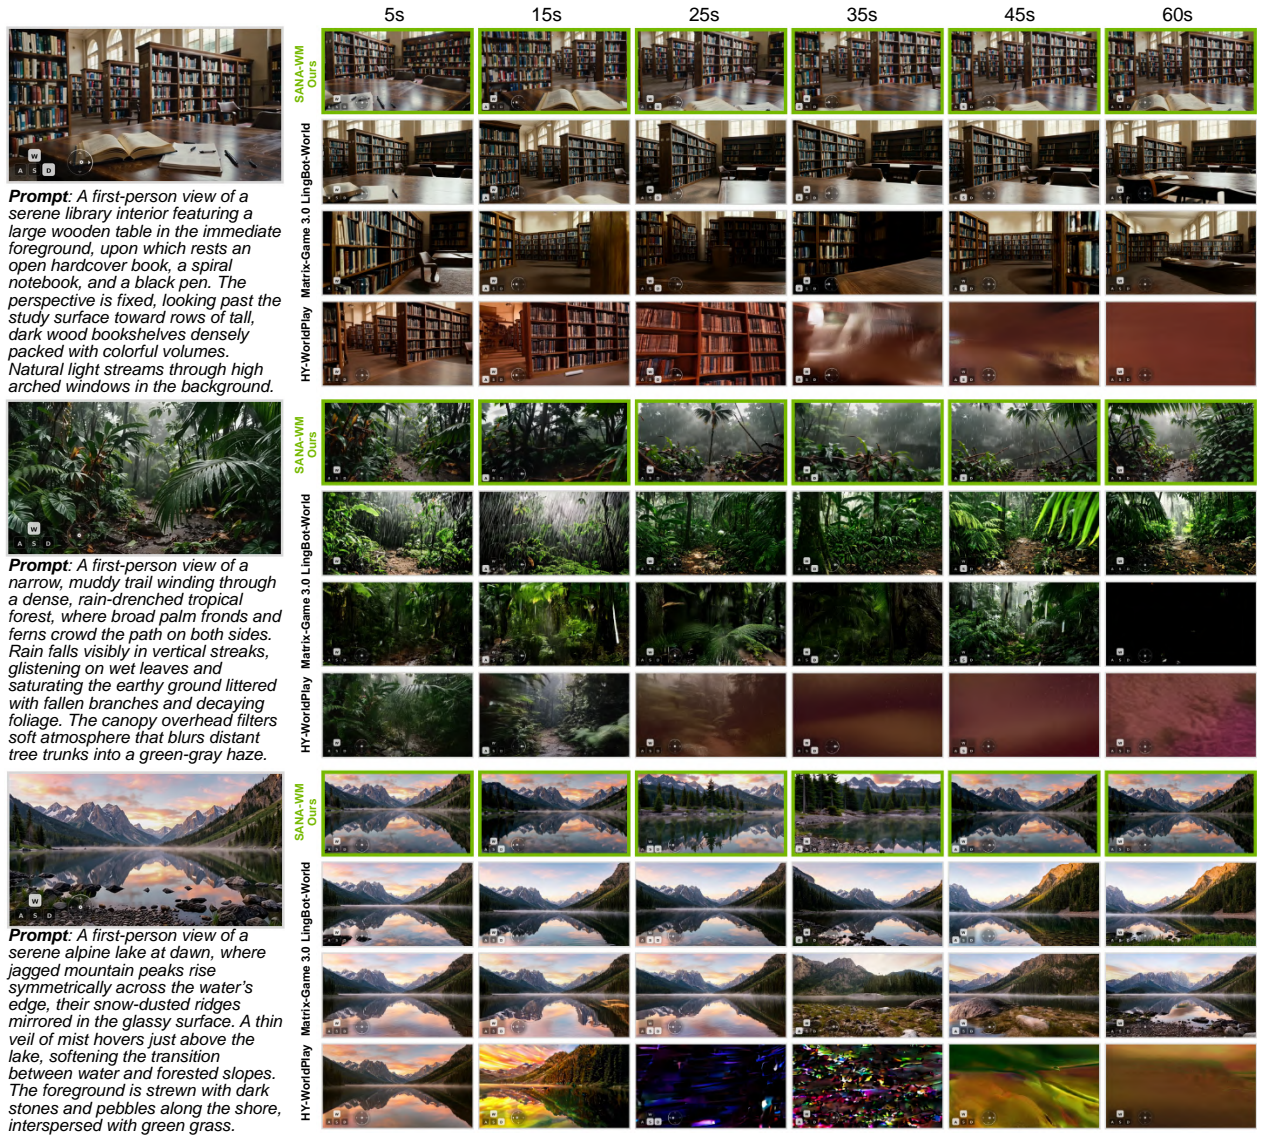 5s 15s 25s 35s 45s 60s
SANA-WM
Ours
LingBot-World
Matrix-Game 3.0
HY-WorldPlay
W
A S D
Prompt: A first-person view of a
serene library interior featuring a
large wooden table in the immediate
foreground, upon which rests an
open hardcover book, a spiral
notebook, and a black pen. The
perspective is fixed, looking past the
study surface toward rows of tall,
dark wood bookshelves densely
packed with colorful volumes.
Natural light streams through high
arched windows in the background.
SANA-WM
Ours
LingBot-World
Matrix-Game 3.0
HY-WorldPlay
W
A S D
Prompt: A first-person view of a
narrow, muddy trail winding through
a dense, rain-drenched tropical
forest, where broad palm fronds and
ferns crowd the path on both sides.
Rain falls visibly in vertical streaks,
glistening on wet leaves and
saturating the earthy ground littered
with fallen branches and decaying
foliage. The canopy overhead filters
soft atmosphere that blurs distant
tree trunks into a green-gray haze.
SANA-WM
Ours
LingBot-World
Matrix-Game 3.0
HY-WorldPlay
W
A S D
Prompt: A first-person view of a
serene alpine lake at dawn, where
jagged mountain peaks rise
symmetrically across the water's
edge, their snow-dusted ridges
mirrored in the glassy surface. A thin
veil of mist hovers just above the
lake, softening the transition
between water and forested slopes.
The foreground is strewn with dark
stones and pebbles along the shore,
interspersed with green grass.